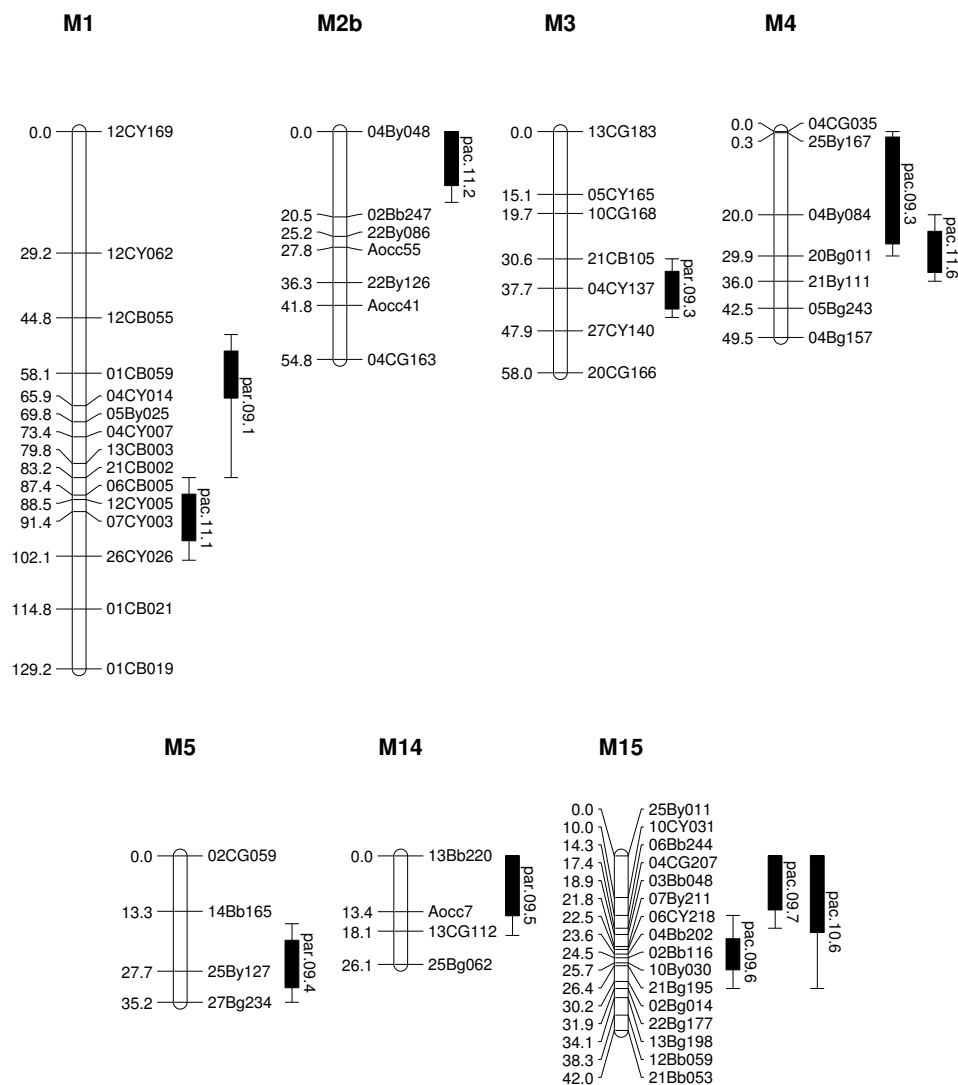 M1
0.0 12CY169
29.2 12CY062
44.8 12CB055
58.1 01CB059
65.9 04CY014
69.8 05By025
73.4 04CY007
79.8 13CB003
83.2 21CB002
87.4 06CB005
88.5 12CY005
91.4 07CY003
102.1 26CY026
114.8 01CB021
129.2 01CB019
par.09.1
pac.11.1
M2b
0.0 04By048
20.5 02Bb247
25.2 22By086
27.8 Aocc55
36.3 22By126
41.8 Aocc41
54.8 04CG163
pac.11.2
M3
0.0 13CG183
15.1 05CY165
19.7 10CG168
30.6 21CB105
37.7 04CY137
47.9 27CY140
58.0 20CG166
par.09.3
M4
0.0 04CG035
0.3 25By167
20.0 04By084
29.9 20Bg011
36.0 21By111
42.5 05Bg243
49.5 04Bg157
pac.09.3
pac.11.6
M5
0.0 02CG059
13.3 14Bb165
27.7 25By127
35.2 27Bg234
par.09.4
M14
0.0 13Bb220
13.4 Aocc7
18.1 13CG112
26.1 25Bg062
par.09.5
M15
0.0 25By011
10.0 10CY031
14.3 06Bb244
17.4 04CG207
18.9 03Bb048
21.8 07By211
22.5 06CY218
23.6 04Bb202
24.5 02Bb116
25.7 10By030
26.4 21Bg195
30.2 02Bg014
31.9 22Bg177
34.1 13Bg198
38.3 12Bb059
42.0 21Bb053
pac.09.6
pac.09.7
pac.10.6